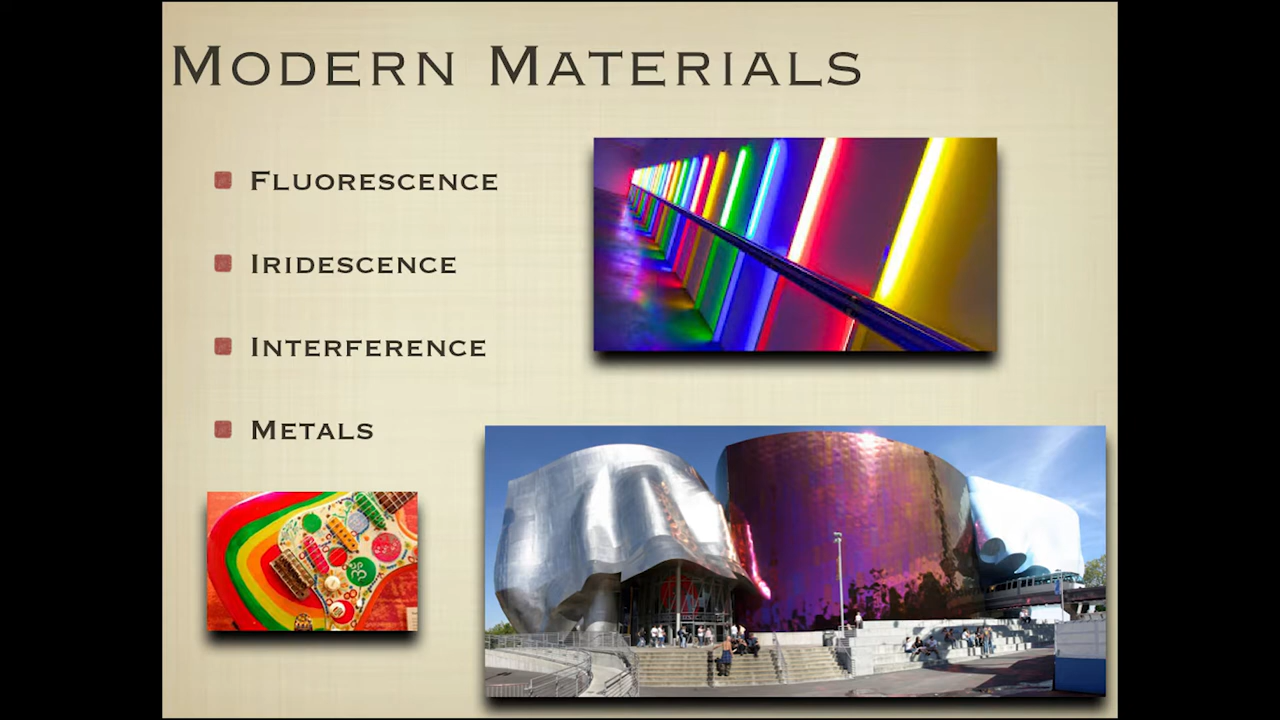 Modern Materials
Fluorescence
Iridescence
Interference
Metals